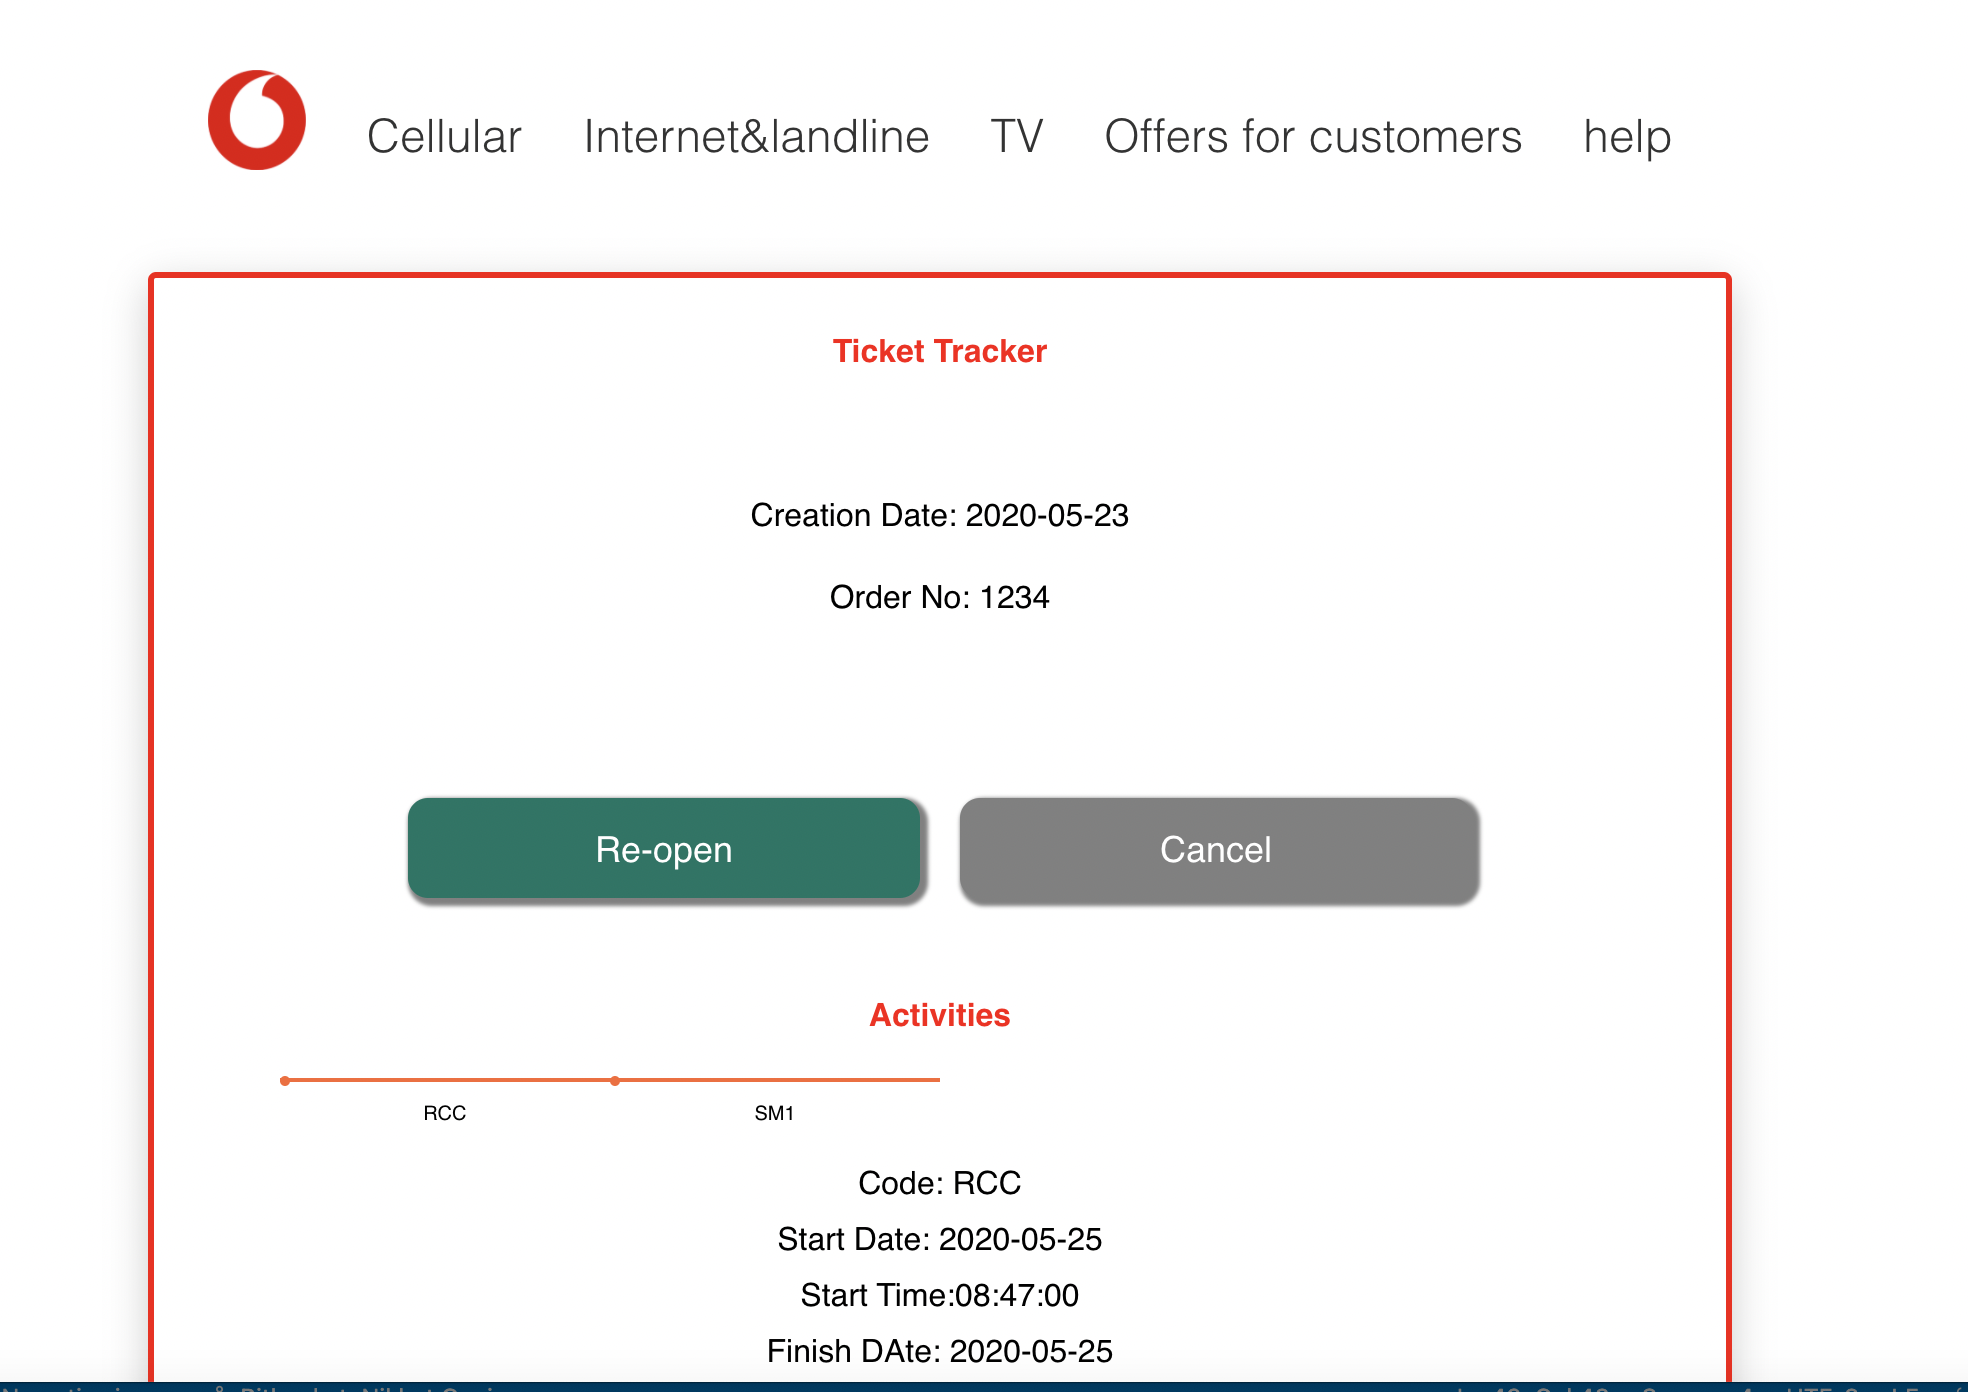 Cellular Internet&landline TV Offers for customers help
Ticket Tracker
Creation Date: 2020-05-23
Order No: 1234
Re-open Cancel
Activities
RCC SM1
Code: RCC
Start Date: 2020-05-25
Start Time:08:47:00
Finish DAte: 2020-05-25